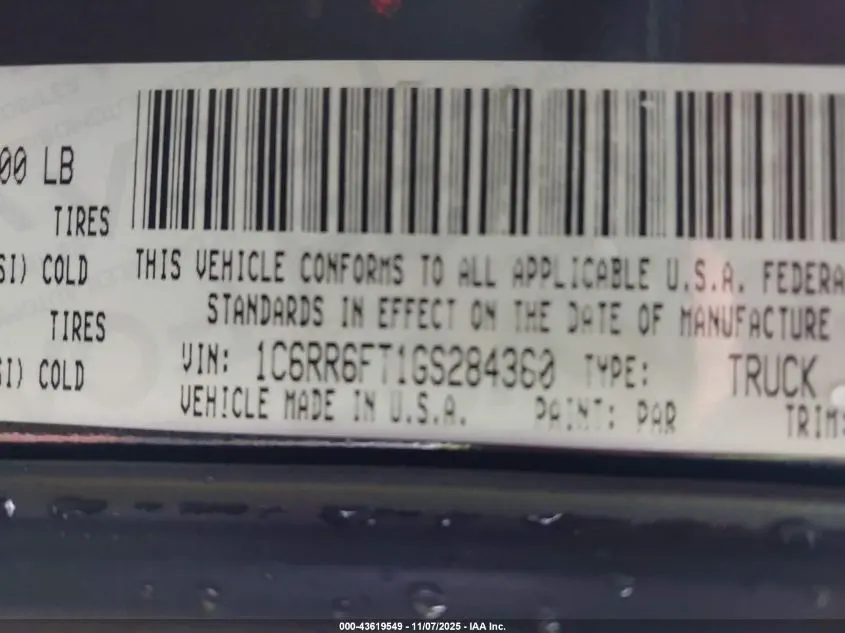 00 LB
TIRES
SI) COLD
TIRES
SI) COLD
THIS VEHICLE CONFORMS TO ALL APPLICABLE U.S.A. FEDERA
STANDARDS IN EFFECT ON THE DATE OF MANUFACTURE
VIN: 1C6RR6FT1GS284360 TYPE: TRUCK
VEHICLE MADE IN U.S.A. PAINT: PAR TRIM:
000-43619549 - 11/07/2025 - IAA Inc.